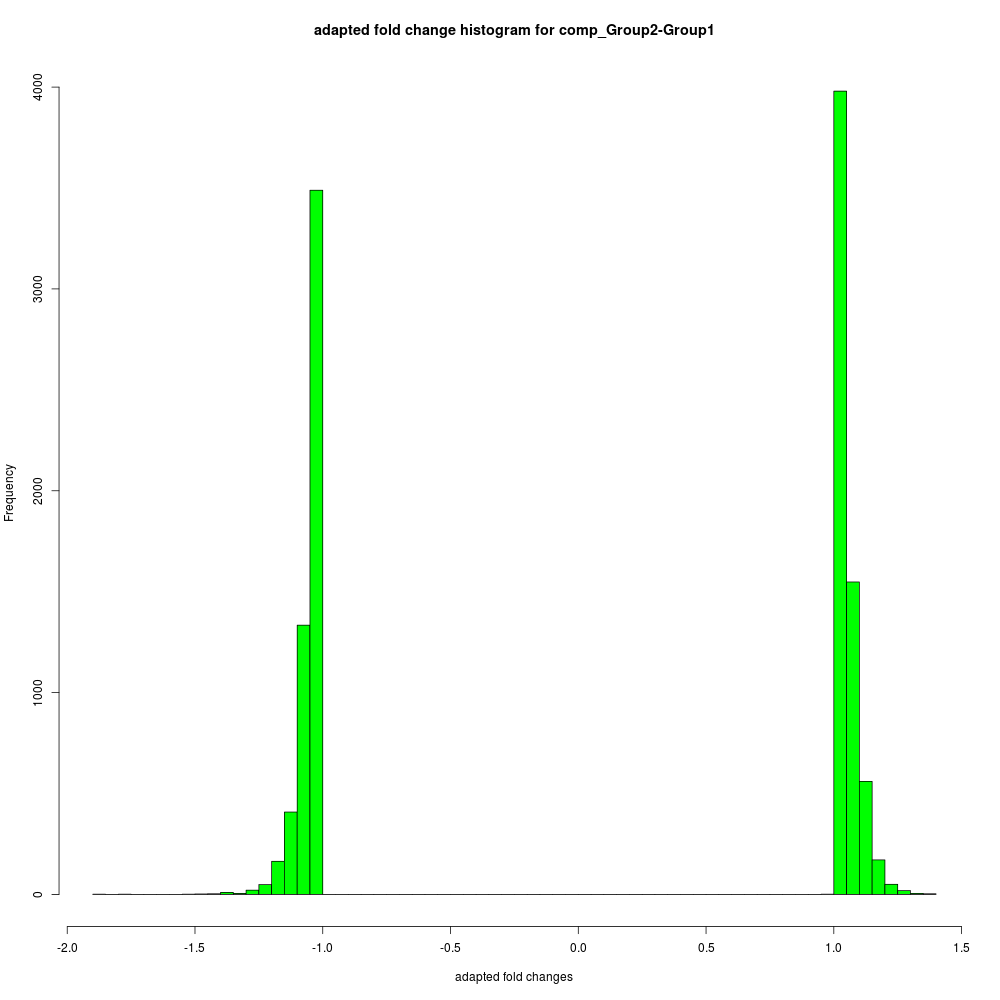 adapted fold change histogram for comp_Group2-Group1
4000
3000
2000
1000
0
Frequency
-2.0 -1.5 -1.0 -0.5 0.0 0.5 1.0 1.5
adapted fold changes